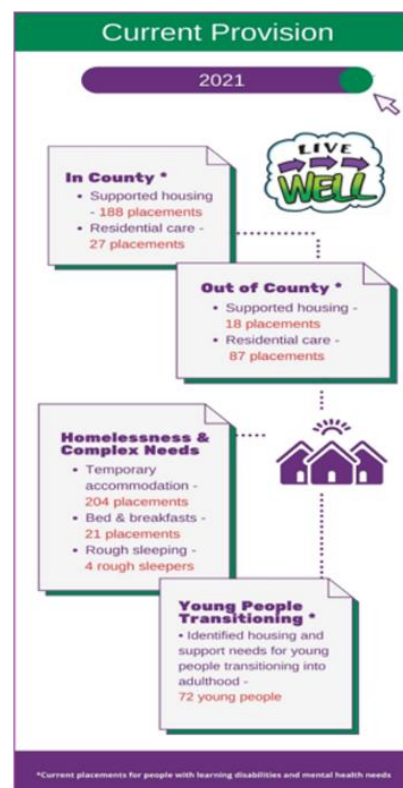 Current Provision
2021
LIVE
WELL
In County *
• Supported housing
- 188 placements
• Residential care -
27 placements
Out of County *
• Supported housing -
18 placements
• Residential care -
87 placements
Homelessness &
Complex Needs
• Temporary
accommodation -
204 placements
• Bed & breakfasts -
21 placements
• Rough sleeping -
4 rough sleepers
Young People
Transitioning *
• Identified housing and
support needs for young
people transitioning into
adulthood -
72 young people
*Current placements for people with learning disabilities and mental health needs